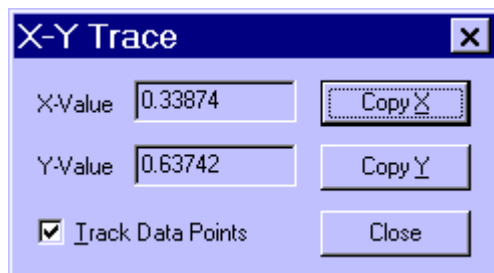 X-Y Trace
X-Value 0.33874 Copy X
Y-Value 0.63742 Copy Y
Track Data Points Close